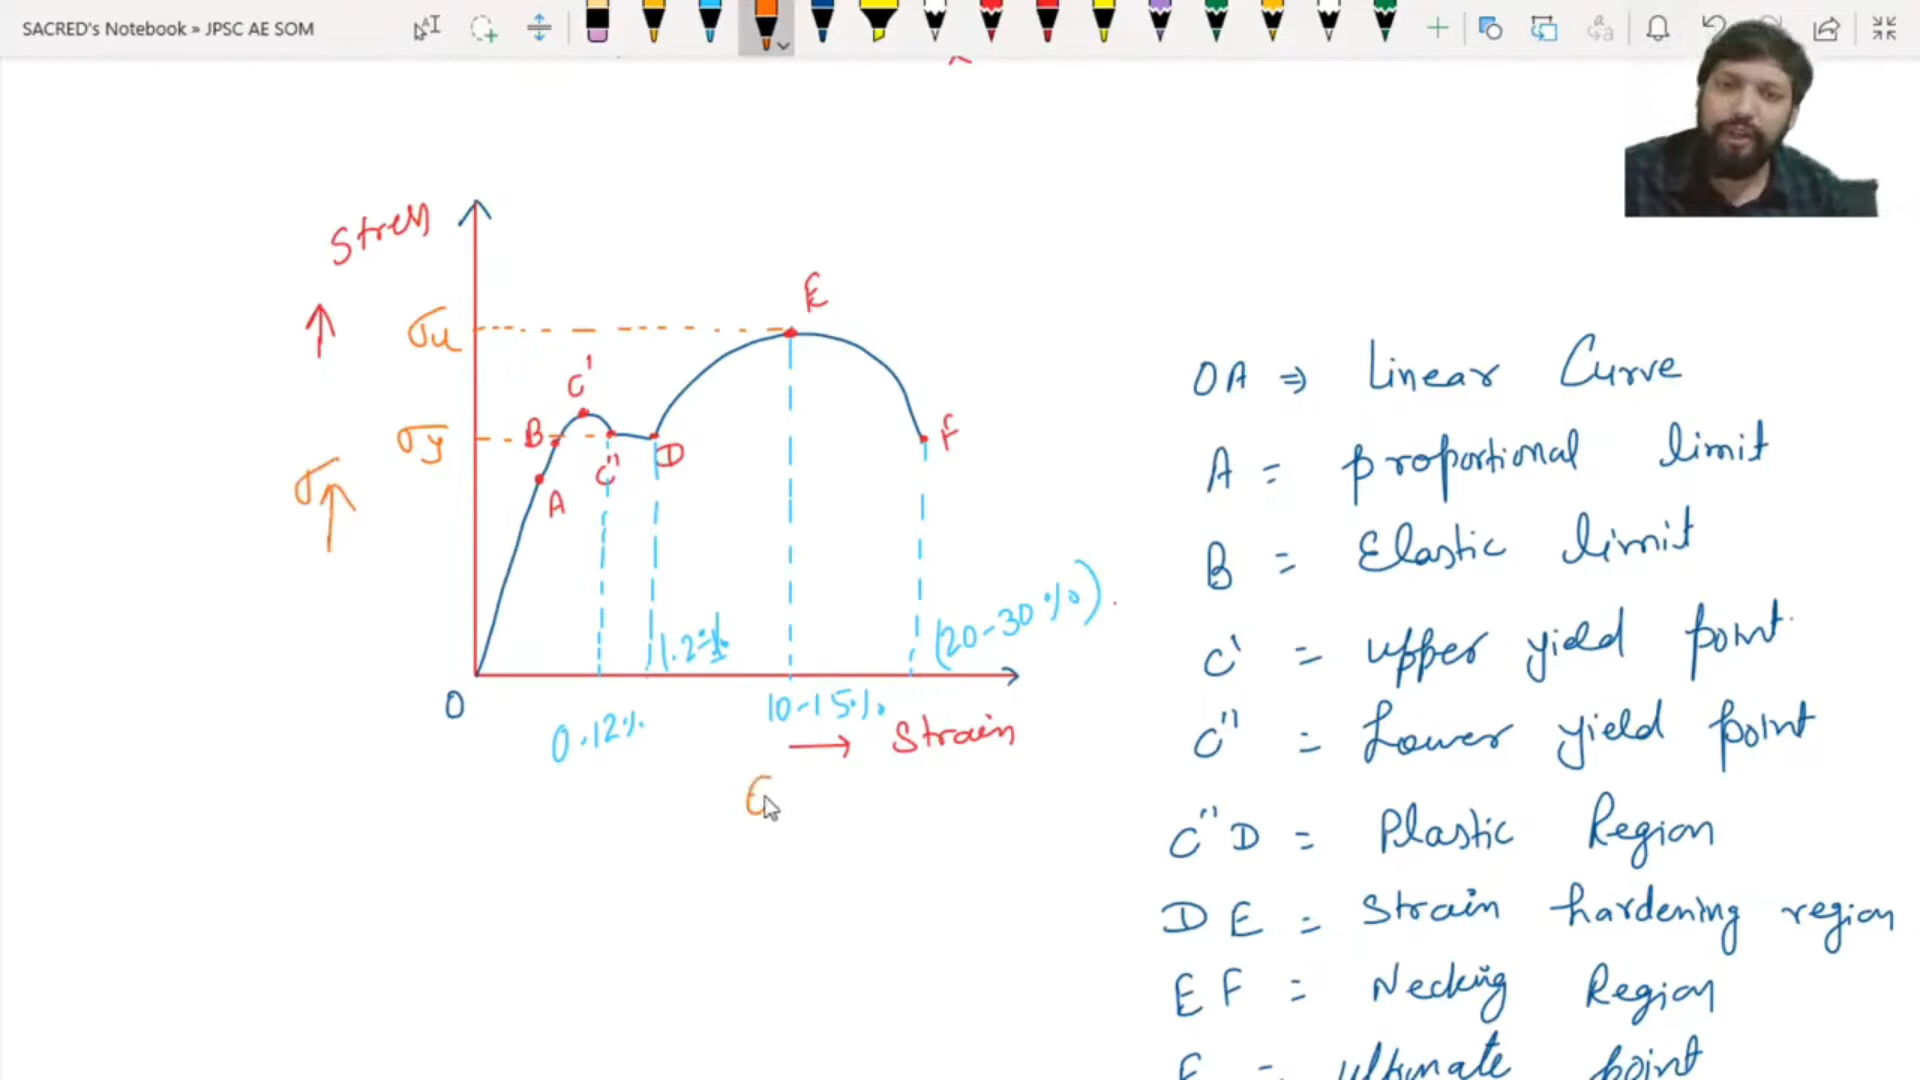 SACRED's Notebook » JPSC AE SOM
Stress
↑
σu
E
C'
σy
B
C"
D
F
A
σ ↑
O
0.12%
1.2%
10-15%
(20-30%).
→ Strain
ϵ
OA ⇒ Linear Curve
A = proportional limit
B = Elastic limit
C' = upper yield point
C" = Lower yield point
C"D = Plastic Region
DE = Strain hardening region
EF = Necking Region
E = ultimate point